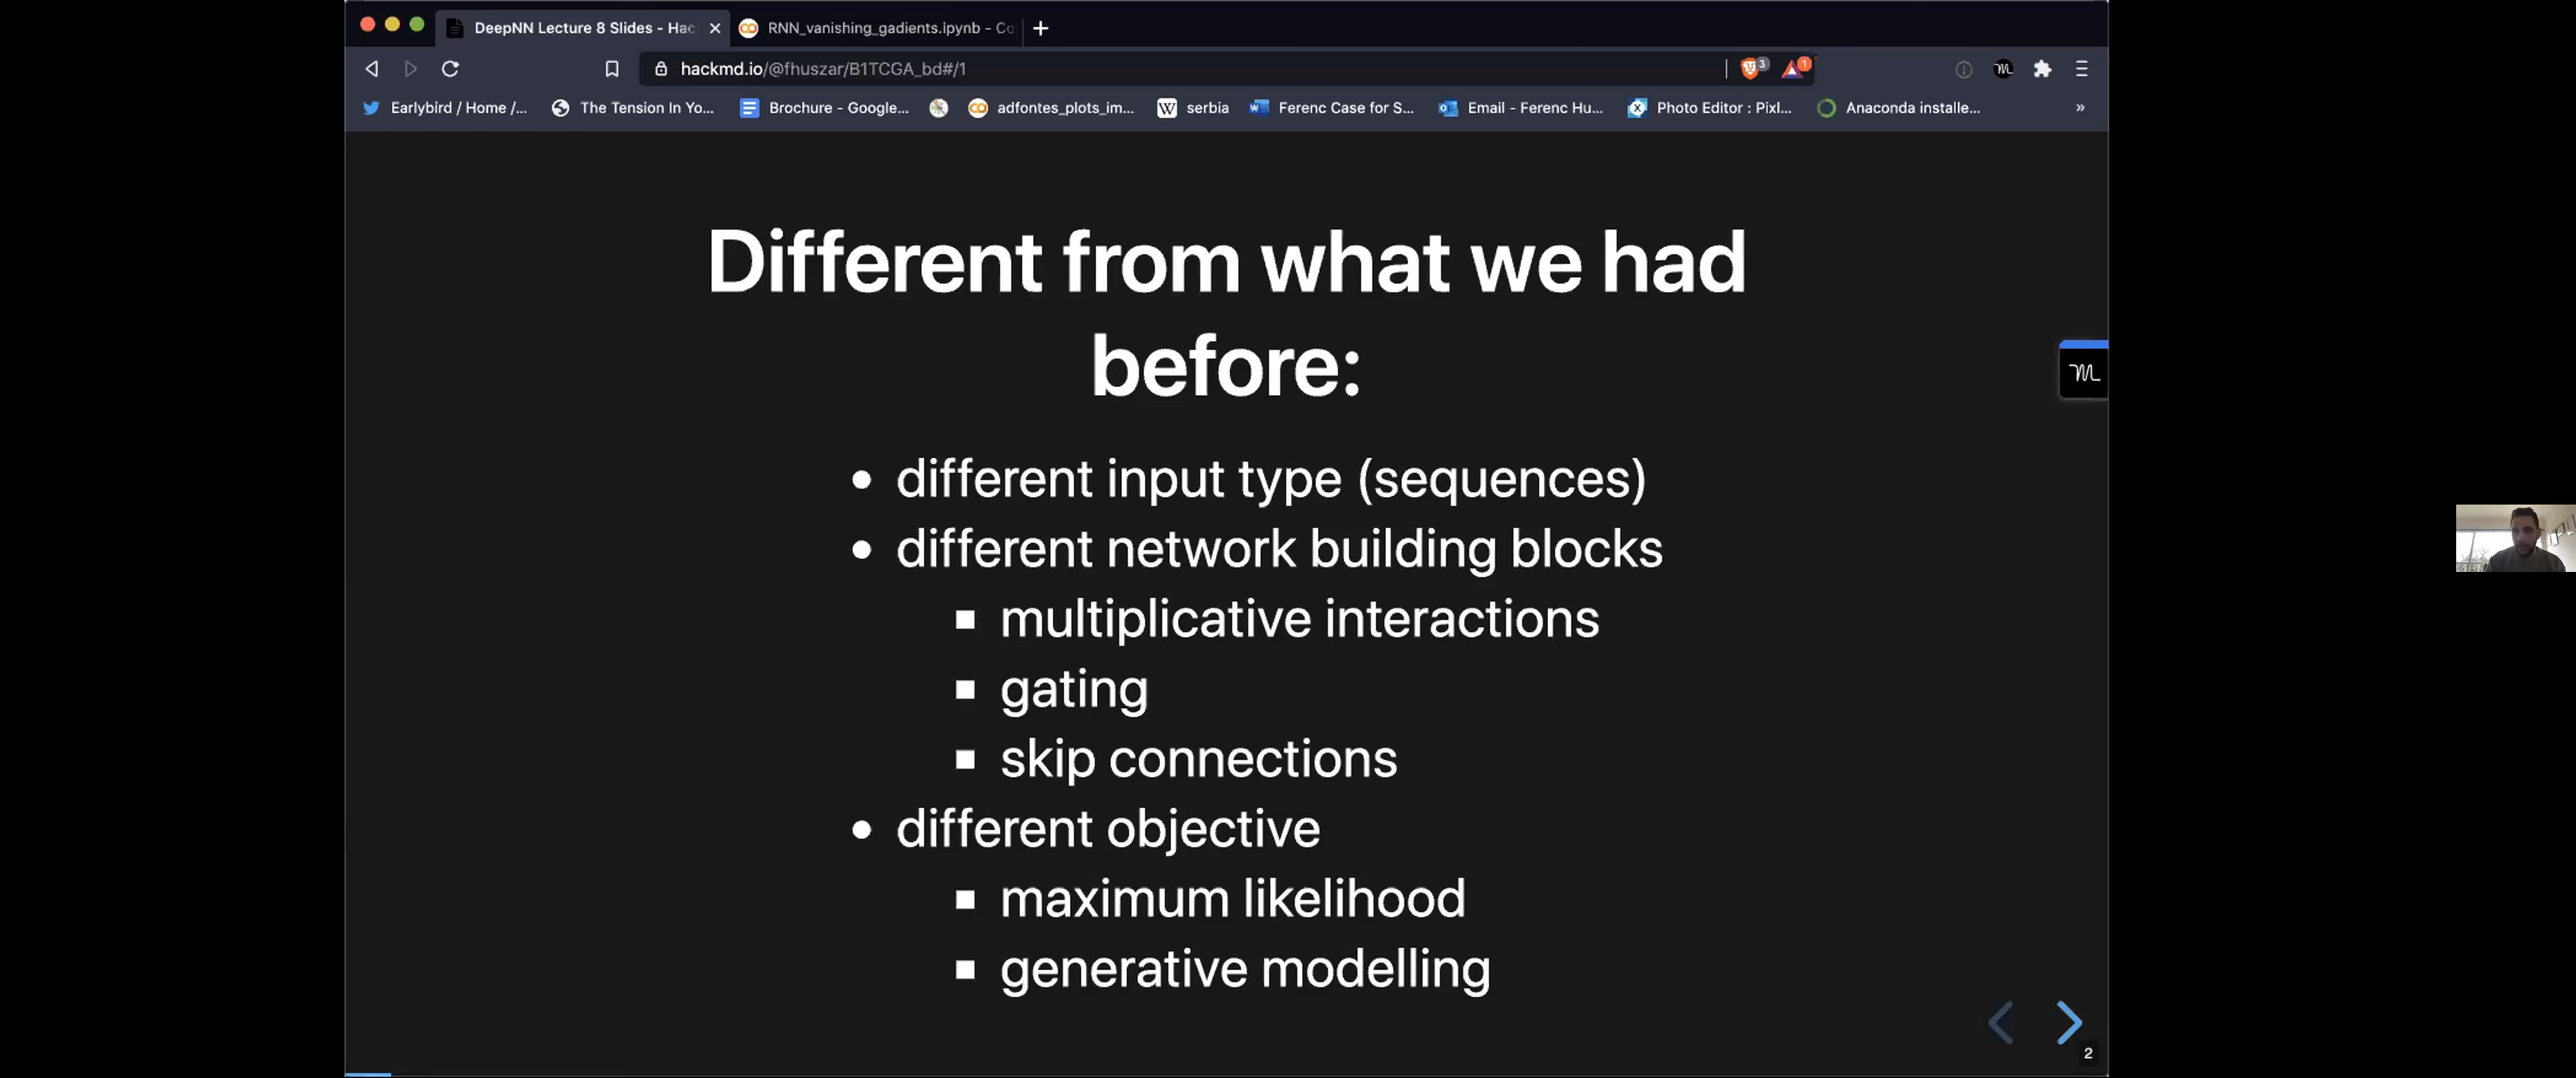 DeepNN Lecture 8 Slides - Hac
RNN_vanishing_gadients.ipynb - Co
hackmd.io/@fhuszar/B1TCGA_bd#/1
3
1
Earlybird / Home /...
The Tension In Yo...
Brochure - Google...
adfontes_plots_im...
W serbia
Ferenc Case for S...
Email - Ferenc Hu...
Photo Editor : Pixl...
Anaconda installe...
»
Different from what we had
before:
• different input type (sequences)
• different network building blocks
▪ multiplicative interactions
▪ gating
▪ skip connections
• different objective
▪ maximum likelihood
▪ generative modelling
2